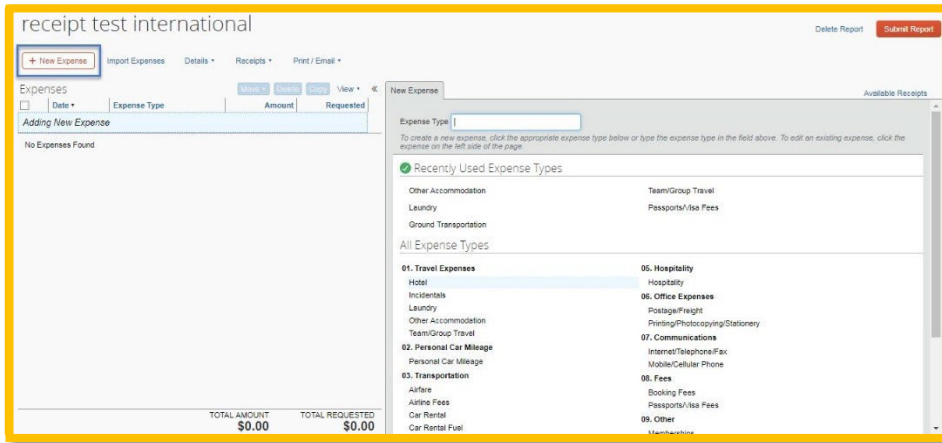 receipt test international
Delete Report
Submit Report
+ New Expense
Import Expenses
Details
Receipts
Print / Email
Expenses
Move
Delete
Copy
View
Date
Expense Type
Amount
Requested
Adding New Expense
No Expenses Found
TOTAL AMOUNT
$0.00
TOTAL REQUESTED
$0.00
New Expense
Available Receipts
Expense Type
To create a new expense, click the appropriate expense type below or type the expense type in the field above. To edit an existing expense, click the
expense on the left side of the page.
Recently Used Expense Types
Other Accommodation
Laundry
Ground Transportation
Team/Group Travel
Passports/Visa Fees
All Expense Types
01. Travel Expenses
Hotel
Incidentals
Laundry
Other Accommodation
Team/Group Travel
02. Personal Car Mileage
Personal Car Mileage
03. Transportation
Airfare
Airline Fees
Car Rental
Car Rental Fuel
05. Hospitality
Hospitality
06. Office Expenses
Postage/Freight
Printing/Photocopying/Stationery
07. Communications
Internet/Telephone/Fax
Mobile/Cellular Phone
08. Fees
Booking Fees
Passports/Visa Fees
09. Other
Memberships